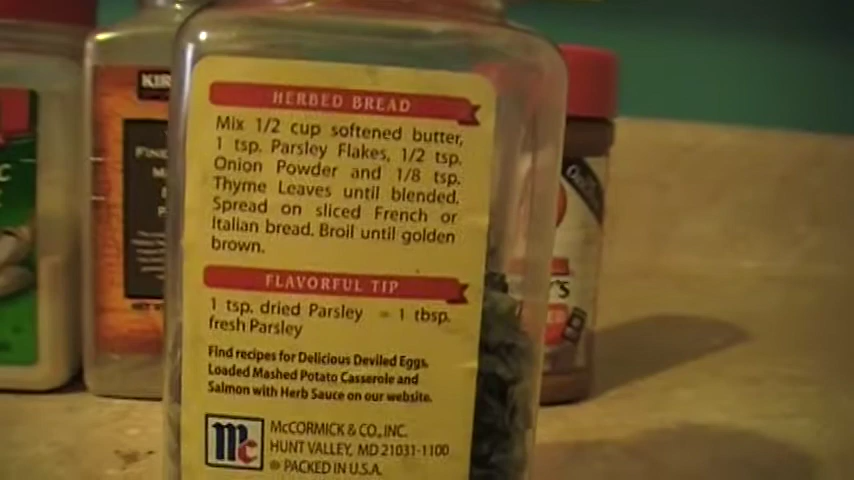 HERBED BREAD
Mix 1/2 cup softened butter,
1 tsp. Parsley Flakes, 1/2 tsp.
Onion Powder and 1/8 tsp.
Thyme Leaves until blended.
Spread on sliced French or
Italian bread. Broil until golden
brown.
FLAVORFUL TIP
1 tsp. dried Parsley = 1 tbsp.
fresh Parsley
Find recipes for Delicious Deviled Eggs,
Loaded Mashed Potato Casserole and
Salmon with Herb Sauce on our website.
Mc
McCORMICK & CO., INC.
HUNT VALLEY, MD 21031-1100
PACKED IN U.S.A.
KIR
FINE
C
Y'S